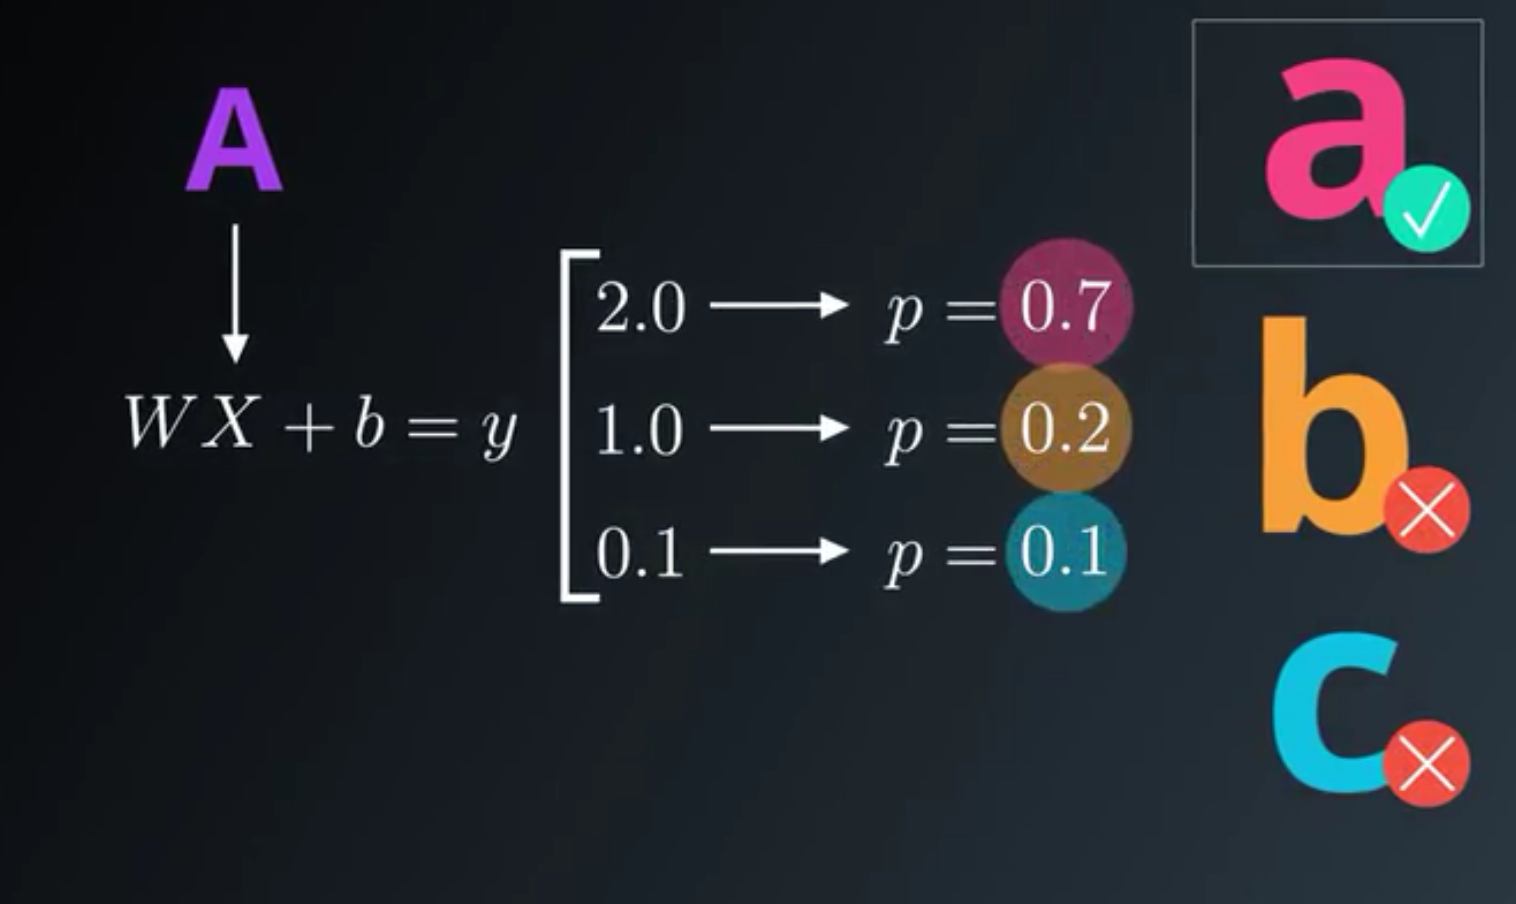 A
a
2.0 → p = 0.7
WX + b = y [ 1.0 → p = 0.2
b
0.1 → p = 0.1
c